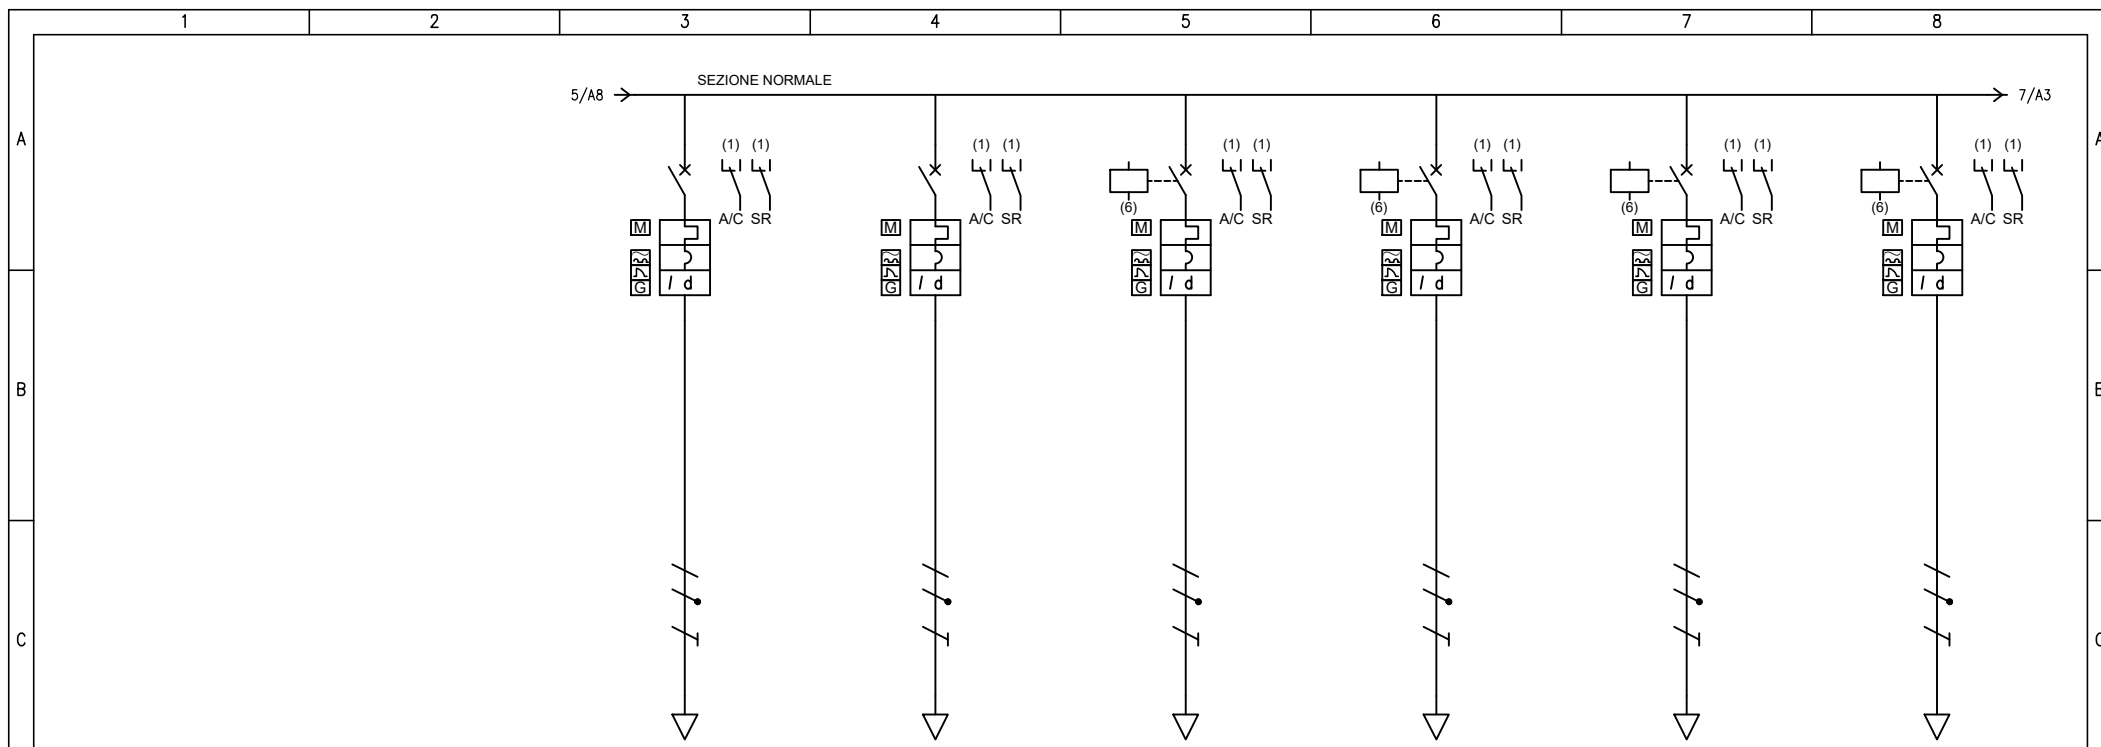 1 2 3 4 5 6 7 8
SEZIONE NORMALE
5/A8 7/A3
A A
(1) (1) (1) (1) (1) (1) (1) (1) (1) (1) (1) (1)
(6) (6) (6) (6)
A/C SR A/C SR A/C SR A/C SR A/C SR A/C SR
M M M M M M
I d I d I d I d I d I d
G G G G G G
B
C